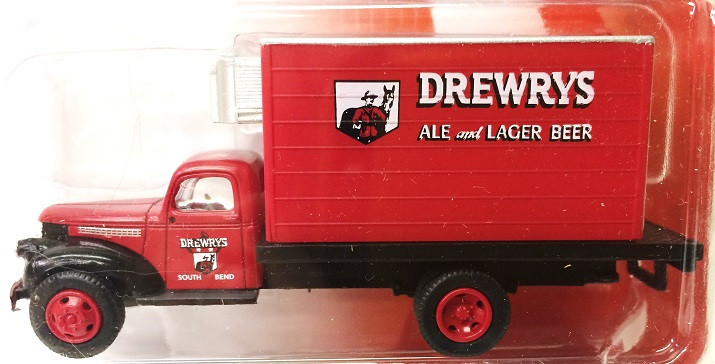 DREWRYS
ALE and LAGER BEER
DREWRYS
SOUTH BEND